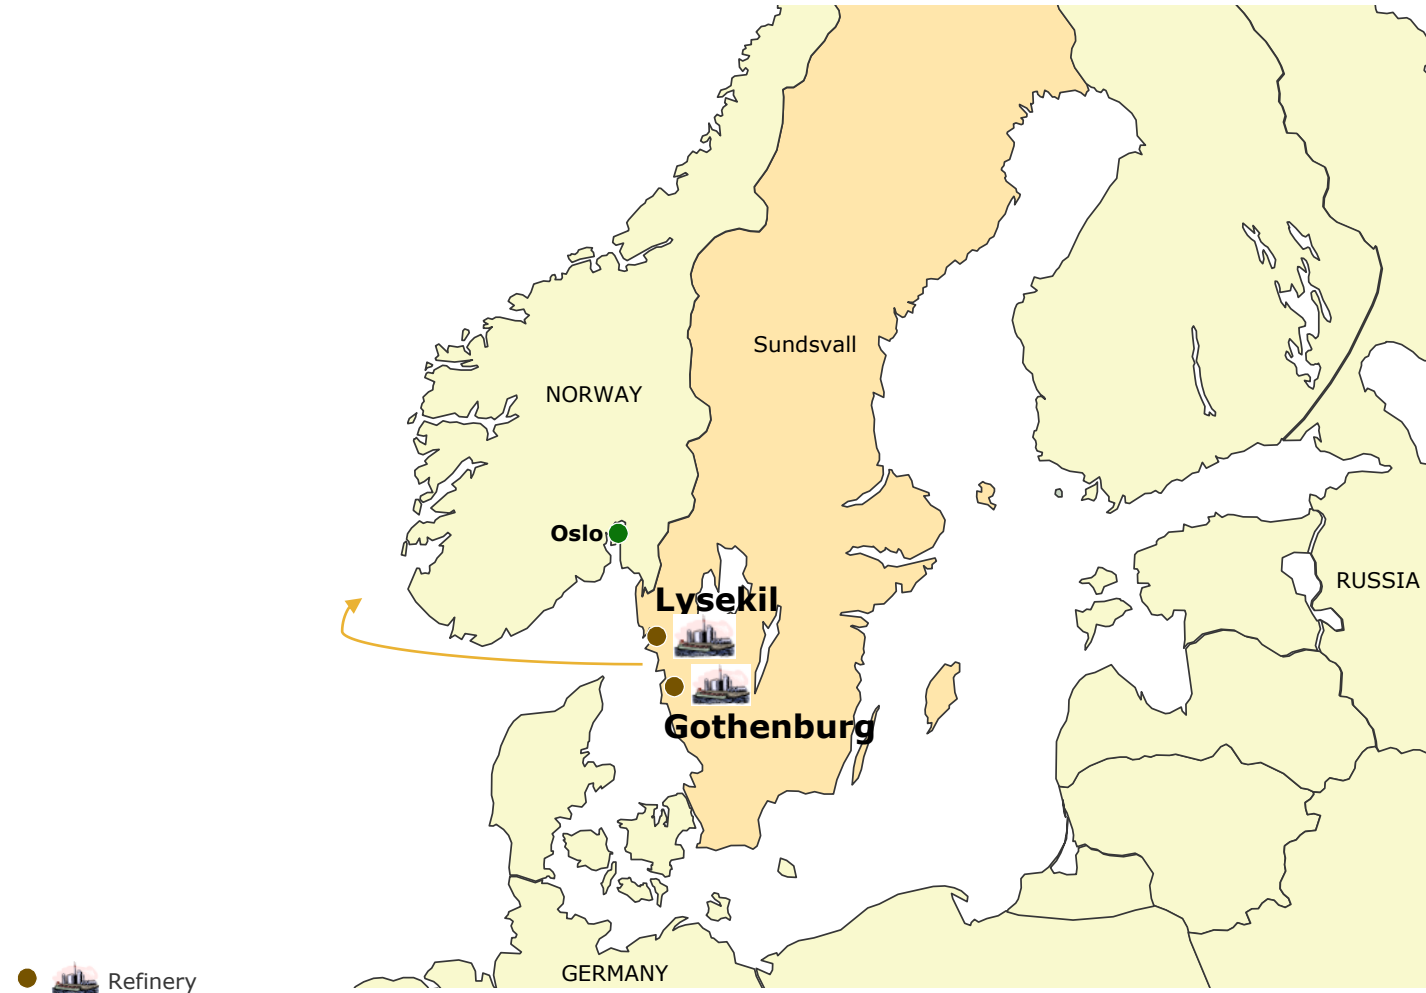 Sundsvall
NORWAY
Oslo
RUSSIA
Lysekil
Gothenburg
GERMANY
Refinery